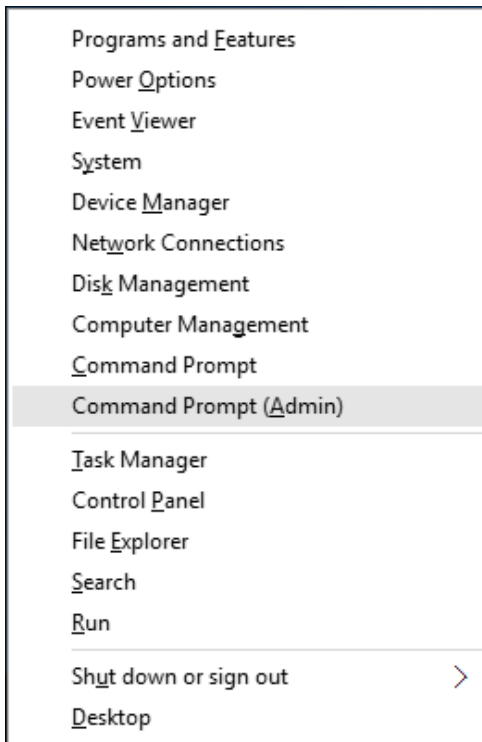 Programs and Features
Power Options
Event Viewer
System
Device Manager
Network Connections
Disk Management
Computer Management
Command Prompt
Command Prompt (Admin)
Task Manager
Control Panel
File Explorer
Search
Run
Shut down or sign out
Desktop